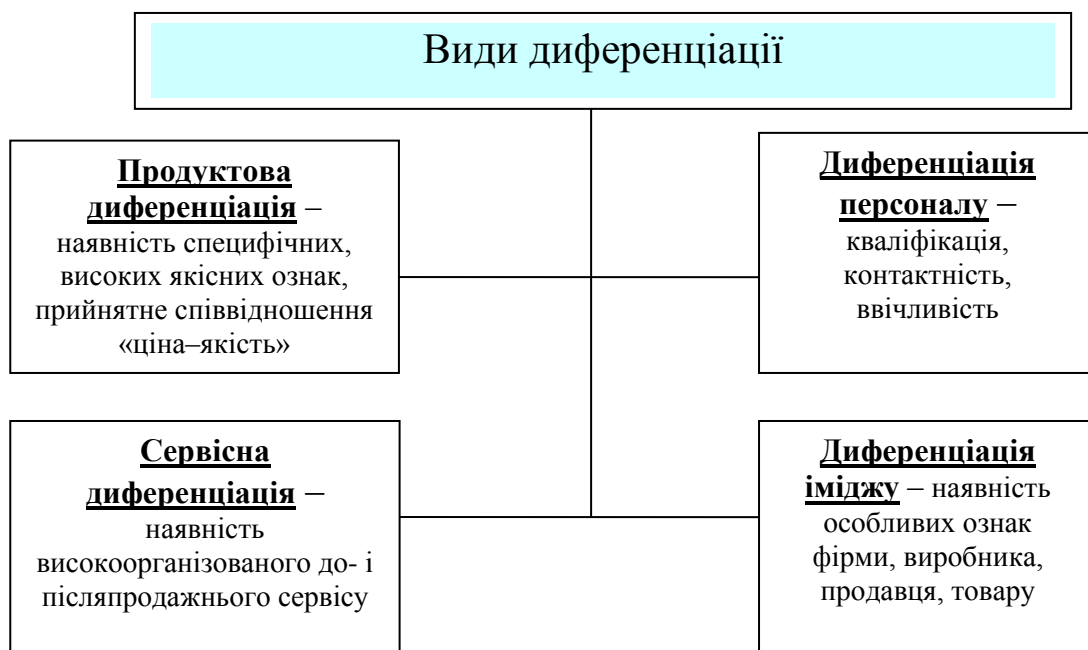 Види диференціації
Продуктова
диференціація –
наявність специфічних,
високих якісних ознак,
прийнятне співвідношення
«ціна–якість»
Диференціація
персоналу –
кваліфікація,
контактність,
ввічливість
Сервісна
диференціація –
наявність
високоорганізованого до- і
післяпродажнього сервісу
Диференціація
іміджу – наявність
особливих ознак
фірми, виробника,
продавця, товару